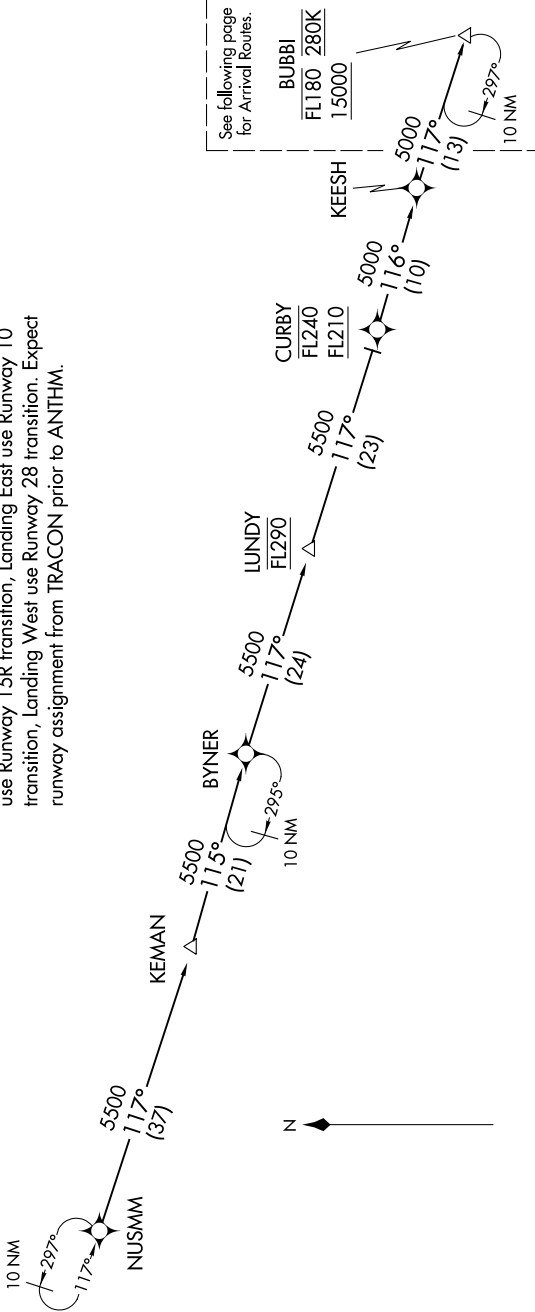 use Runway 15R transition, Landing East use Runway 10
transition, Landing West use Runway 28 transition. Expect
runway assignment from TRACON prior to ANTHM.
See following page
for Arrival Routes.
BUBBI
FL180 280K
15000
297°
10 NM
5000
117°
(13)
KEESH
5000
116°
(10)
CURBY
FL240
FL210
5500
117°
(23)
LUNDY
FL290
5500
117°
(24)
BYNER
295°
10 NM
5500
115°
(21)
KEMAN
5500
117°
(37)
NUSMM
10 NM
297°
117°
N